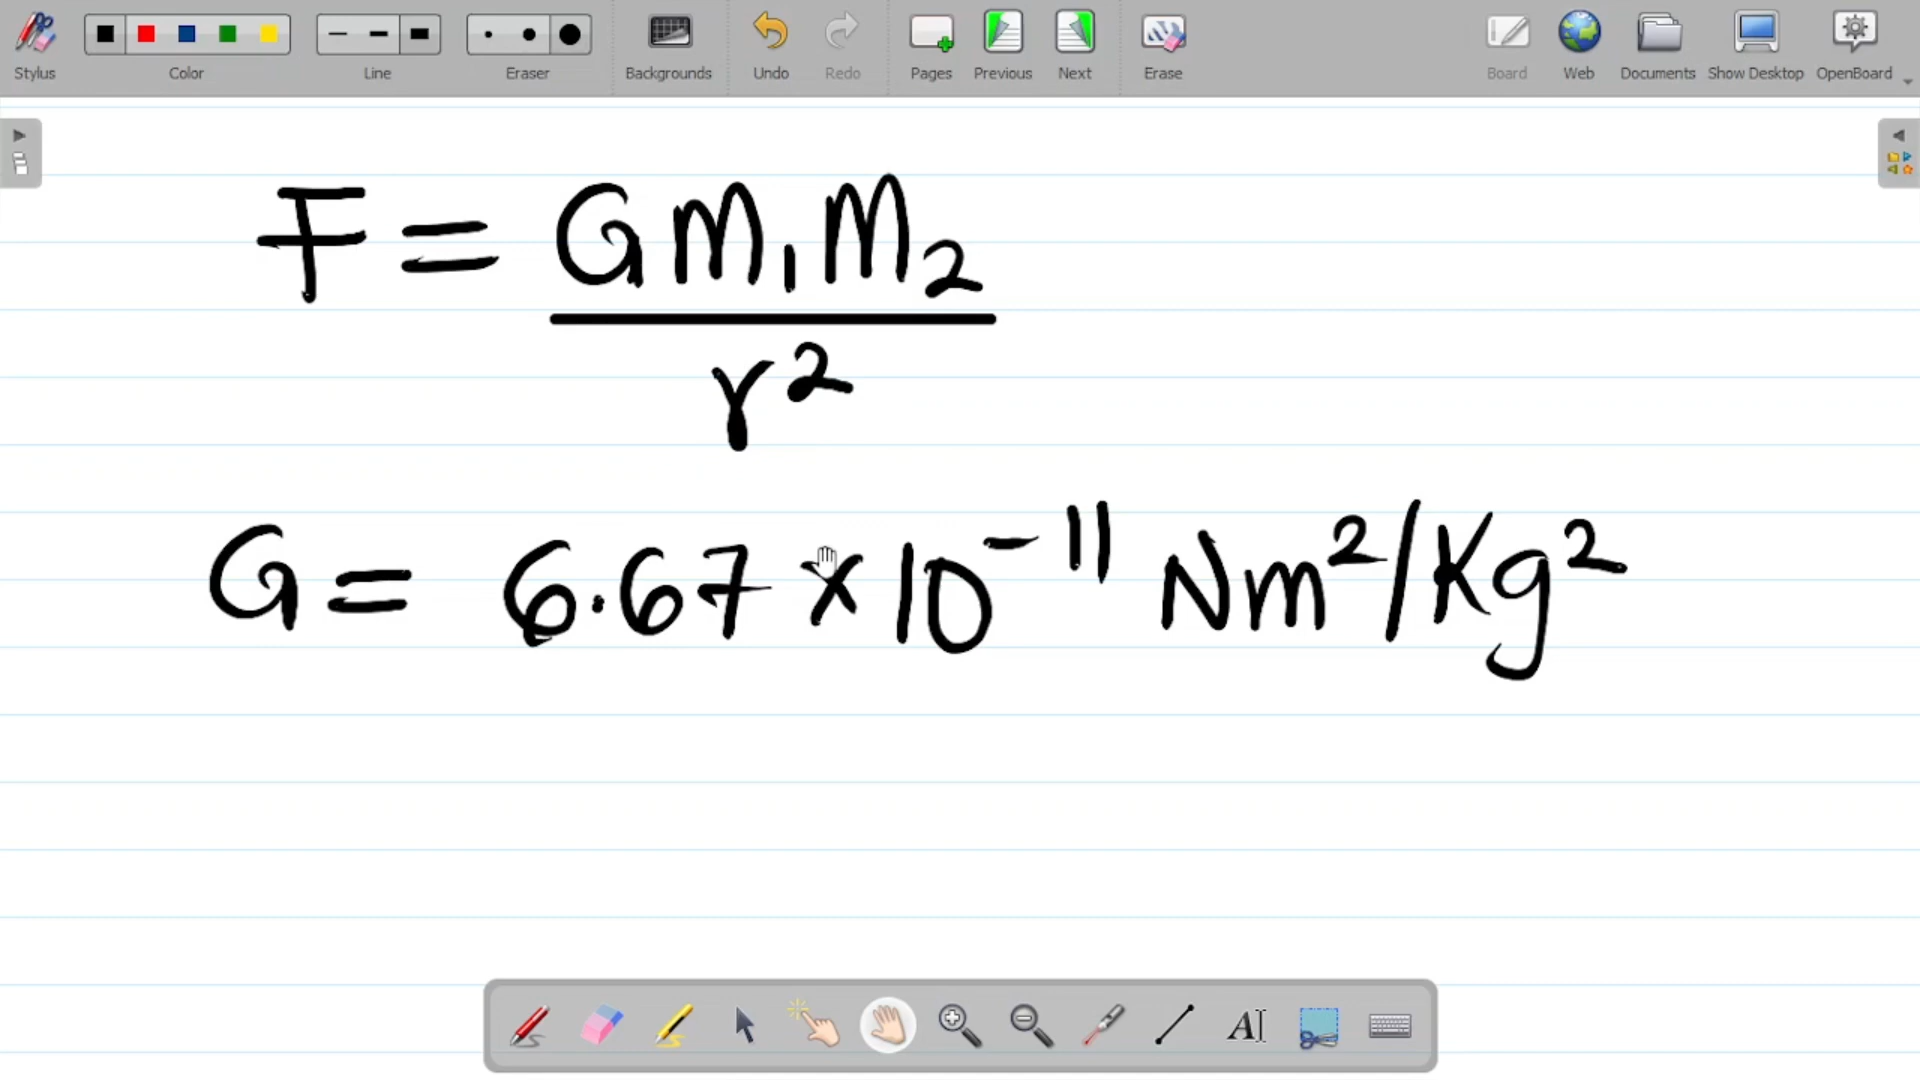 Stylus Color Line Eraser Backgrounds Undo Redo Pages Previous Next Erase Board Web Documents Show Desktop OpenBoard
F = GM₁M₂
r²
G = 6.67 × 10⁻¹¹ Nm²/Kg²
AI